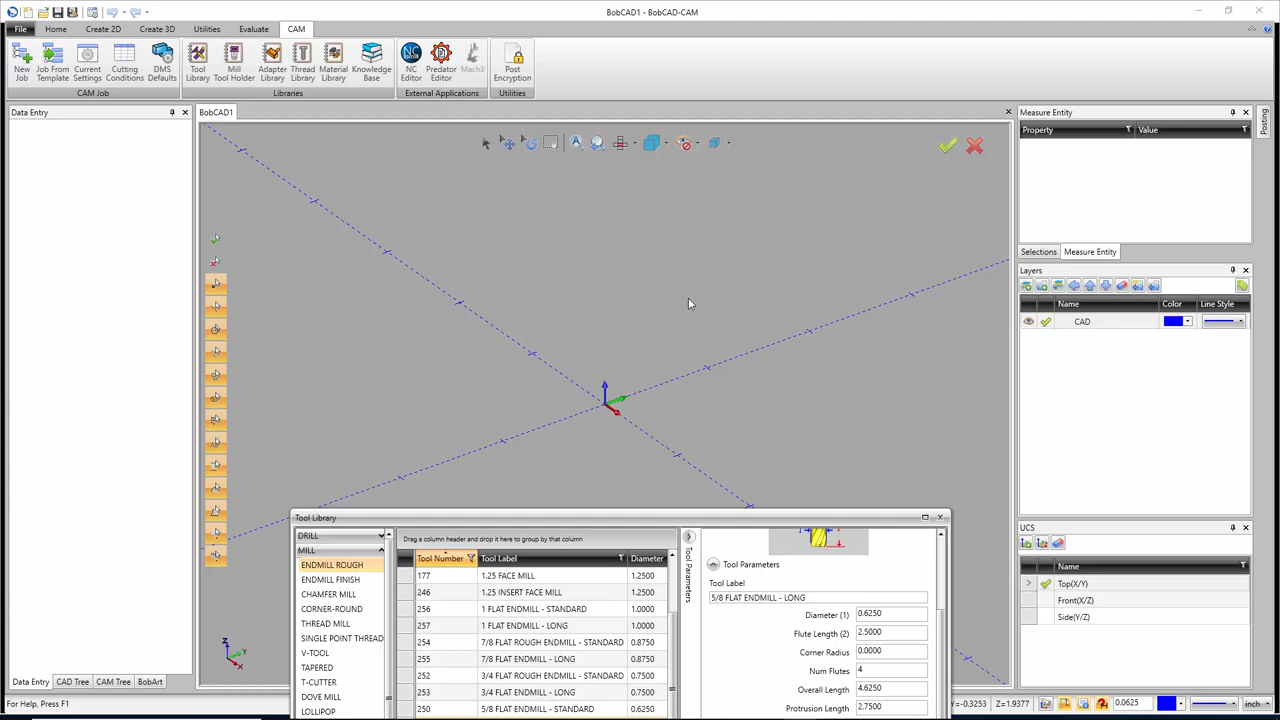 BobCAD1 - BobCAD-CAM
File Home Create 2D Create 3D Utilities Evaluate CAM
New Job
Job From Template
Current Settings
Cutting Conditions
DMS Defaults
Tool Library
Mill Tool Holder
Adapter Library
Thread Library
Material Library
Knowledge Base
NC Editor
Predator Editor
Mach3
Post Encryption
CAM Job Libraries External Applications Utilities
Data Entry
BobCAD1
Measure Entity
Property Value
Posting
Selections Measure Entity
Layers
Name Color Line Style
CAD
UCS
Name
Top(X/Y)
Front(X/Z)
Side(Y/Z)
Z
Y
X
Tool Library
DRILL
MILL
ENDMILL ROUGH
ENDMILL FINISH
CHAMFER MILL
CORNER-ROUND
THREAD MILL
SINGLE POINT THREAD
V-TOOL
TAPERED
T-CUTTER
DOVE MILL
LOLLIPOP
Drag a column header and drop it here to group by that column
Tool Number Tool Label Diameter
177 1.25 FACE MILL 1.2500
246 1.25 INSERT FACE MILL 1.2500
256 1 FLAT ENDMILL - STANDARD 1.0000
257 1 FLAT ENDMILL - LONG 1.0000
254 7/8 FLAT ROUGH ENDMILL - STANDARD 0.8750
255 7/8 FLAT ENDMILL - LONG 0.8750
252 3/4 FLAT ROUGH ENDMILL - STANDARD 0.7500
253 3/4 FLAT ENDMILL - LONG 0.7500
250 5/8 FLAT ENDMILL - STANDARD 0.6250
Tool Parameters
Tool Parameters
Tool Label
5/8 FLAT ENDMILL - LONG
Diameter (1) 0.6250
Flute Length (2) 2.5000
Corner Radius 0.0000
Num Flutes 4
Overall Length 4.6250
Protrusion Length 2.7500
Data Entry CAD Tree CAM Tree BobArt
For Help, Press F1
Y=-0.3253 Z=1.9377 0.0625 inch